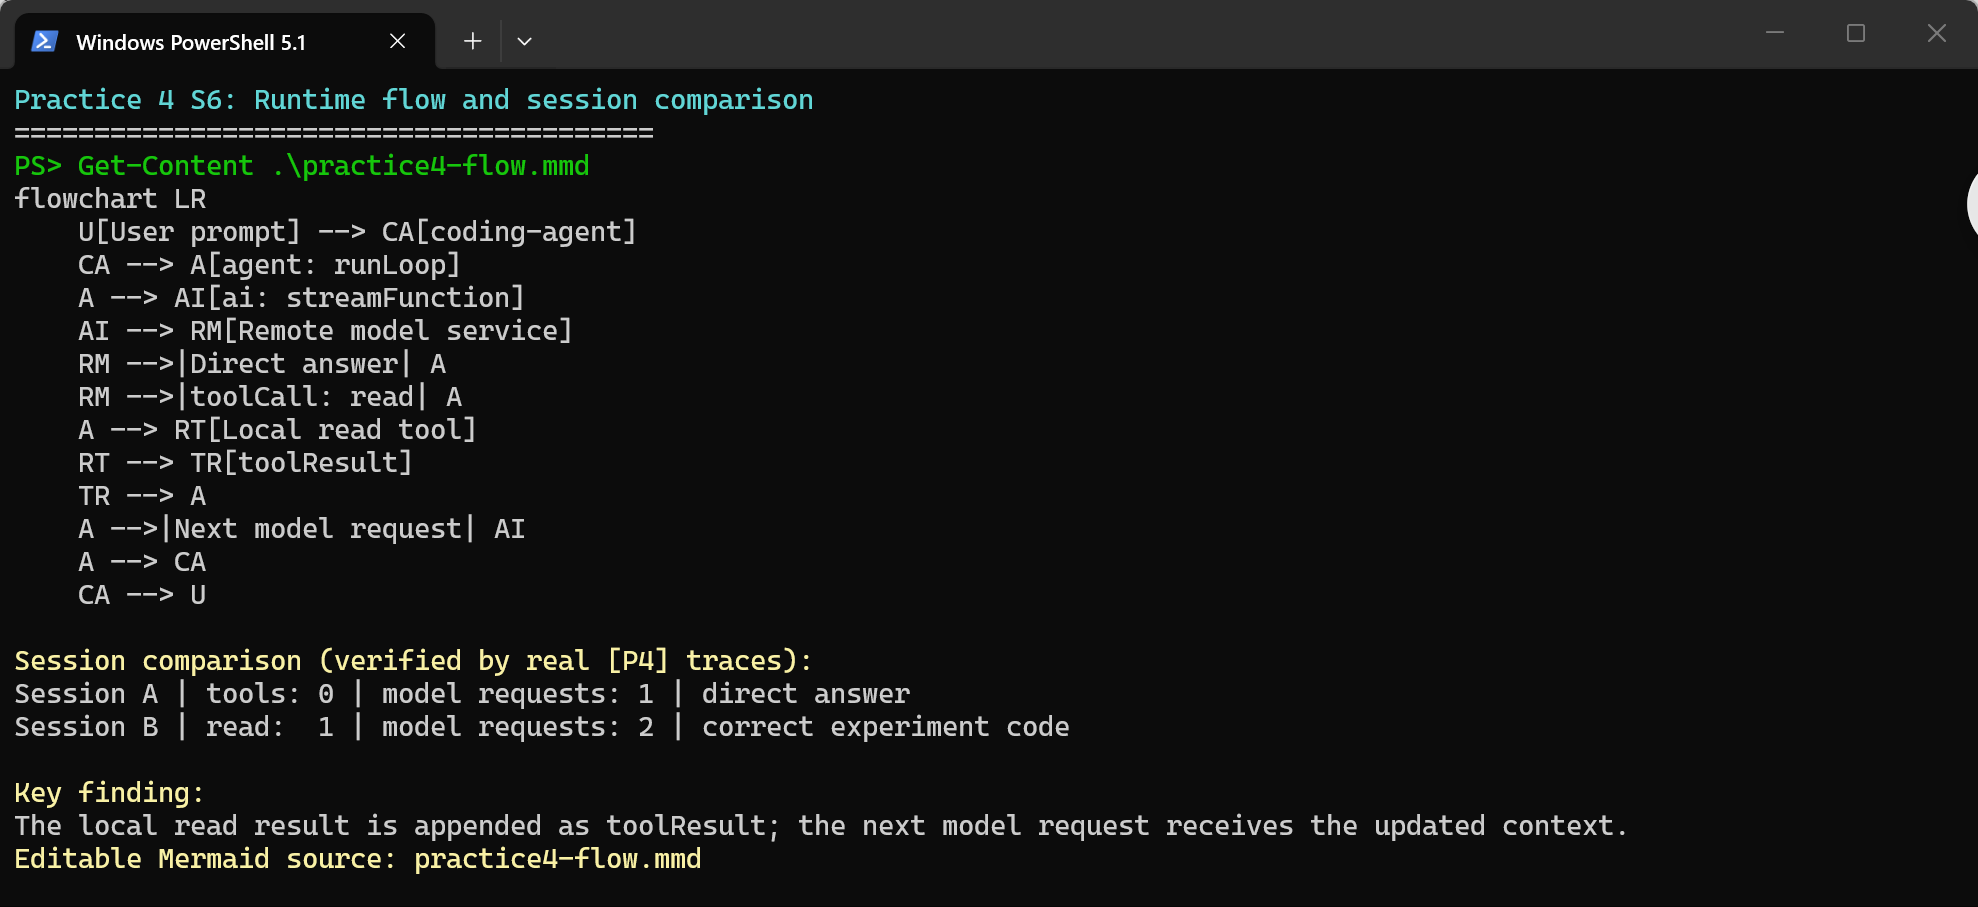 Windows PowerShell 5.1
Practice 4 S6: Runtime flow and session comparison
========================================
PS> Get-Content .\practice4-flow.mmd
flowchart LR
    U[User prompt] --> CA[coding-agent]
    CA --> A[agent: runLoop]
    A --> AI[ai: streamFunction]
    AI --> RM[Remote model service]
    RM -->|Direct answer| A
    RM -->|toolCall: read| A
    A --> RT[Local read tool]
    RT --> TR[toolResult]
    TR --> A
    A -->|Next model request| AI
    A --> CA
    CA --> U
Session comparison (verified by real [P4] traces):
Session A | tools: 0 | model requests: 1 | direct answer
Session B | read:  1 | model requests: 2 | correct experiment code
Key finding:
The local read result is appended as toolResult; the next model request receives the updated context.
Editable Mermaid source: practice4-flow.mmd